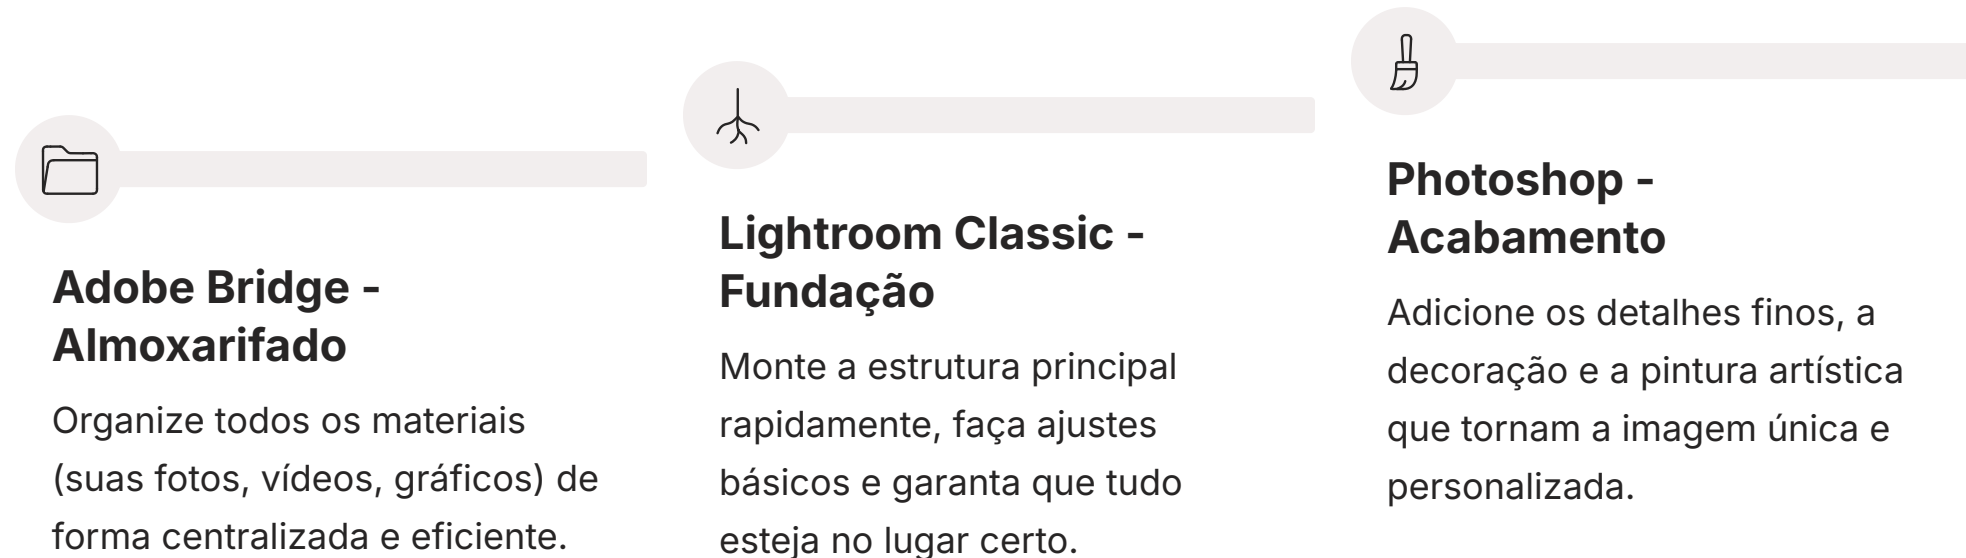 Adobe Bridge -
Almoxarifado
Organize todos os materiais
(suas fotos, vídeos, gráficos) de
forma centralizada e eficiente.
Lightroom Classic -
Fundação
Monte a estrutura principal
rapidamente, faça ajustes
básicos e garanta que tudo
esteja no lugar certo.
Photoshop -
Acabamento
Adicione os detalhes finos, a
decoração e a pintura artística
que tornam a imagem única e
personalizada.